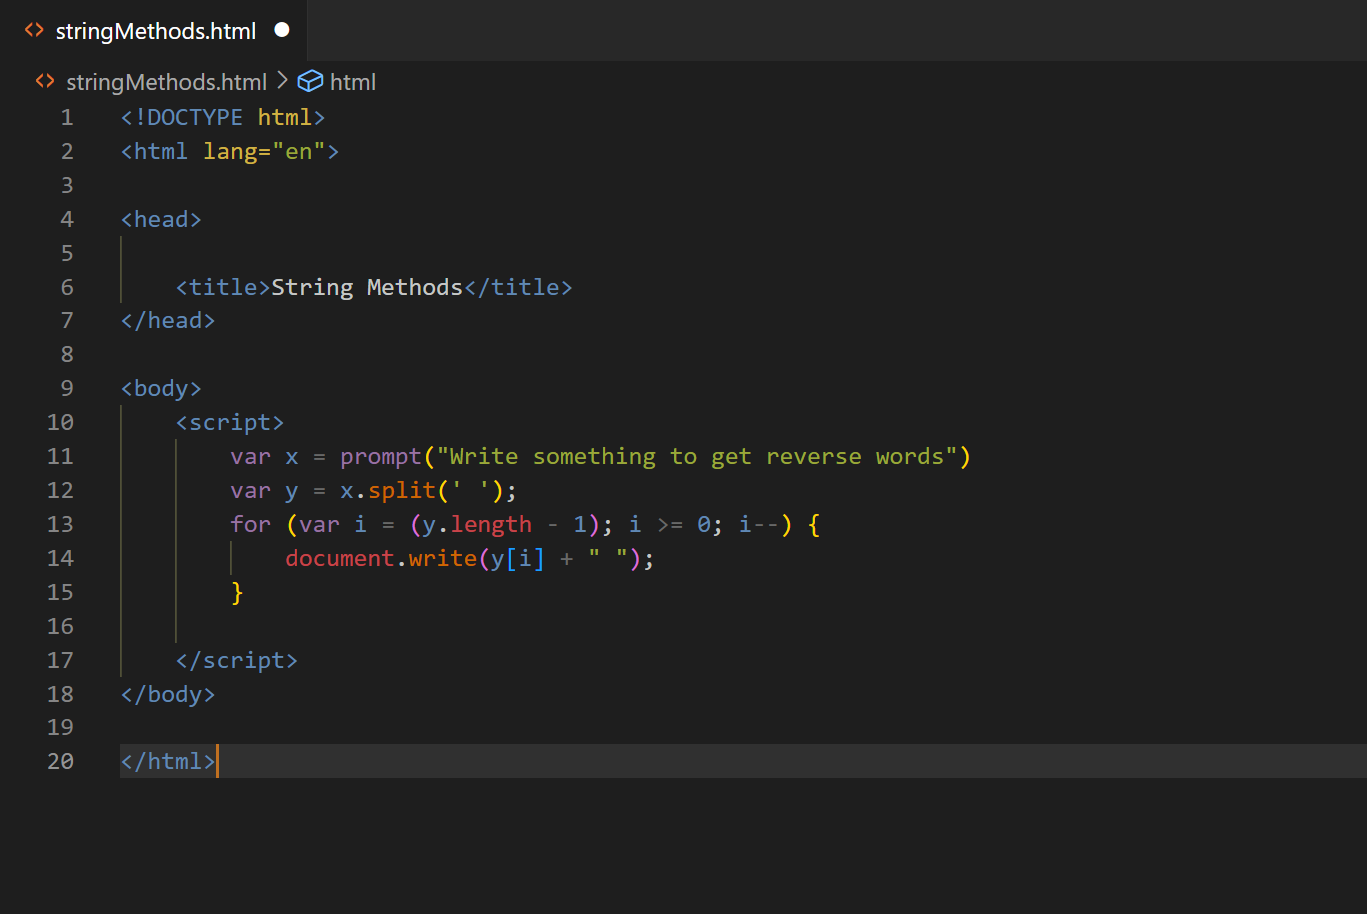 stringMethods.html
stringMethods.html > html
1 <!DOCTYPE html>
2 <html lang="en">
3
4 <head>
5
6     <title>String Methods</title>
7 </head>
8
9 <body>
10     <script>
11         var x = prompt("Write something to get reverse words")
12         var y = x.split(' ');
13         for (var i = (y.length - 1); i >= 0; i--) {
14             document.write(y[i] + " ");
15         }
16
17     </script>
18 </body>
19
20 </html>